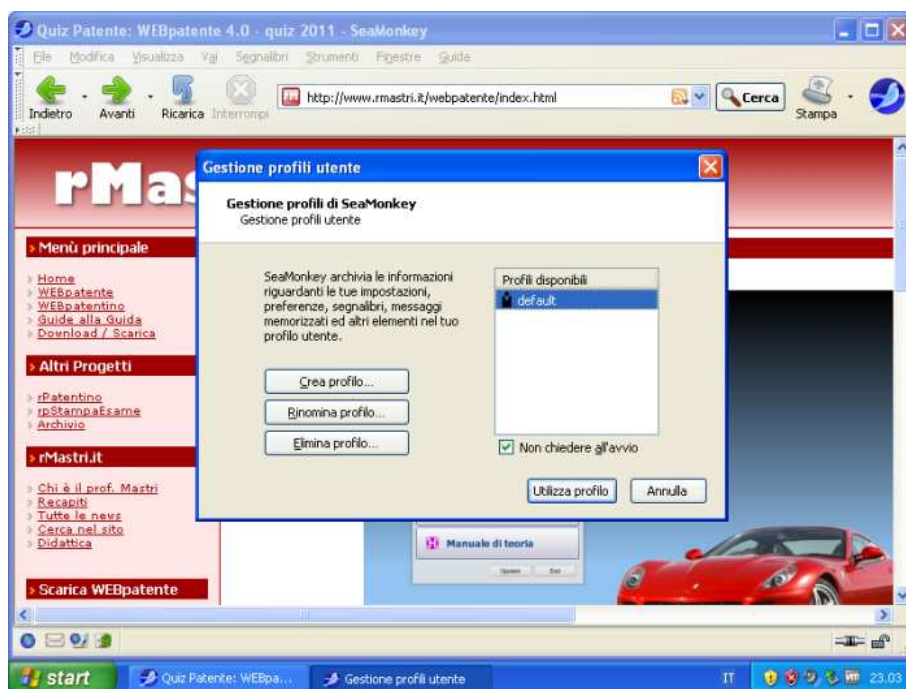 Quiz Patente: WEBpatente 4.0 - quiz 2011 - SeaMonkey
File Modifica Visualizza Vai Segnalibri Strumenti Finestre Guida
Indietro Avanti Ricarica Interrompi
http://www.rmastri.it/webpatente/index.html
Cerca
Stampa
rMas
Menù principale
Home
WEBpatente
WEBpatentino
Guide alla Guida
Download / Scarica
Altri Progetti
rPatentino
rpStampaEsame
Archivio
rMastri.it
Chi è il prof. Mastri
Recapiti
Tutte le news
Cerca nel sito
Didattica
Scarica WEBpatente
Gestione profili utente
Gestione profili di SeaMonkey
Gestione profili utente
SeaMonkey archivia le informazioni
riguardanti le tue impostazioni,
preferenze, segnalibri, messaggi
memorizzati ed altri elementi nel tuo
profilo utente.
Crea profilo...
Rinomina profilo...
Elimina profilo...
Profili disponibili
default
Non chiedere all'avvio
Utilizza profilo Annulla
Manuale di teoria
start
Quiz Patente: WEBpa...
Gestione profili utente
IT
23.03